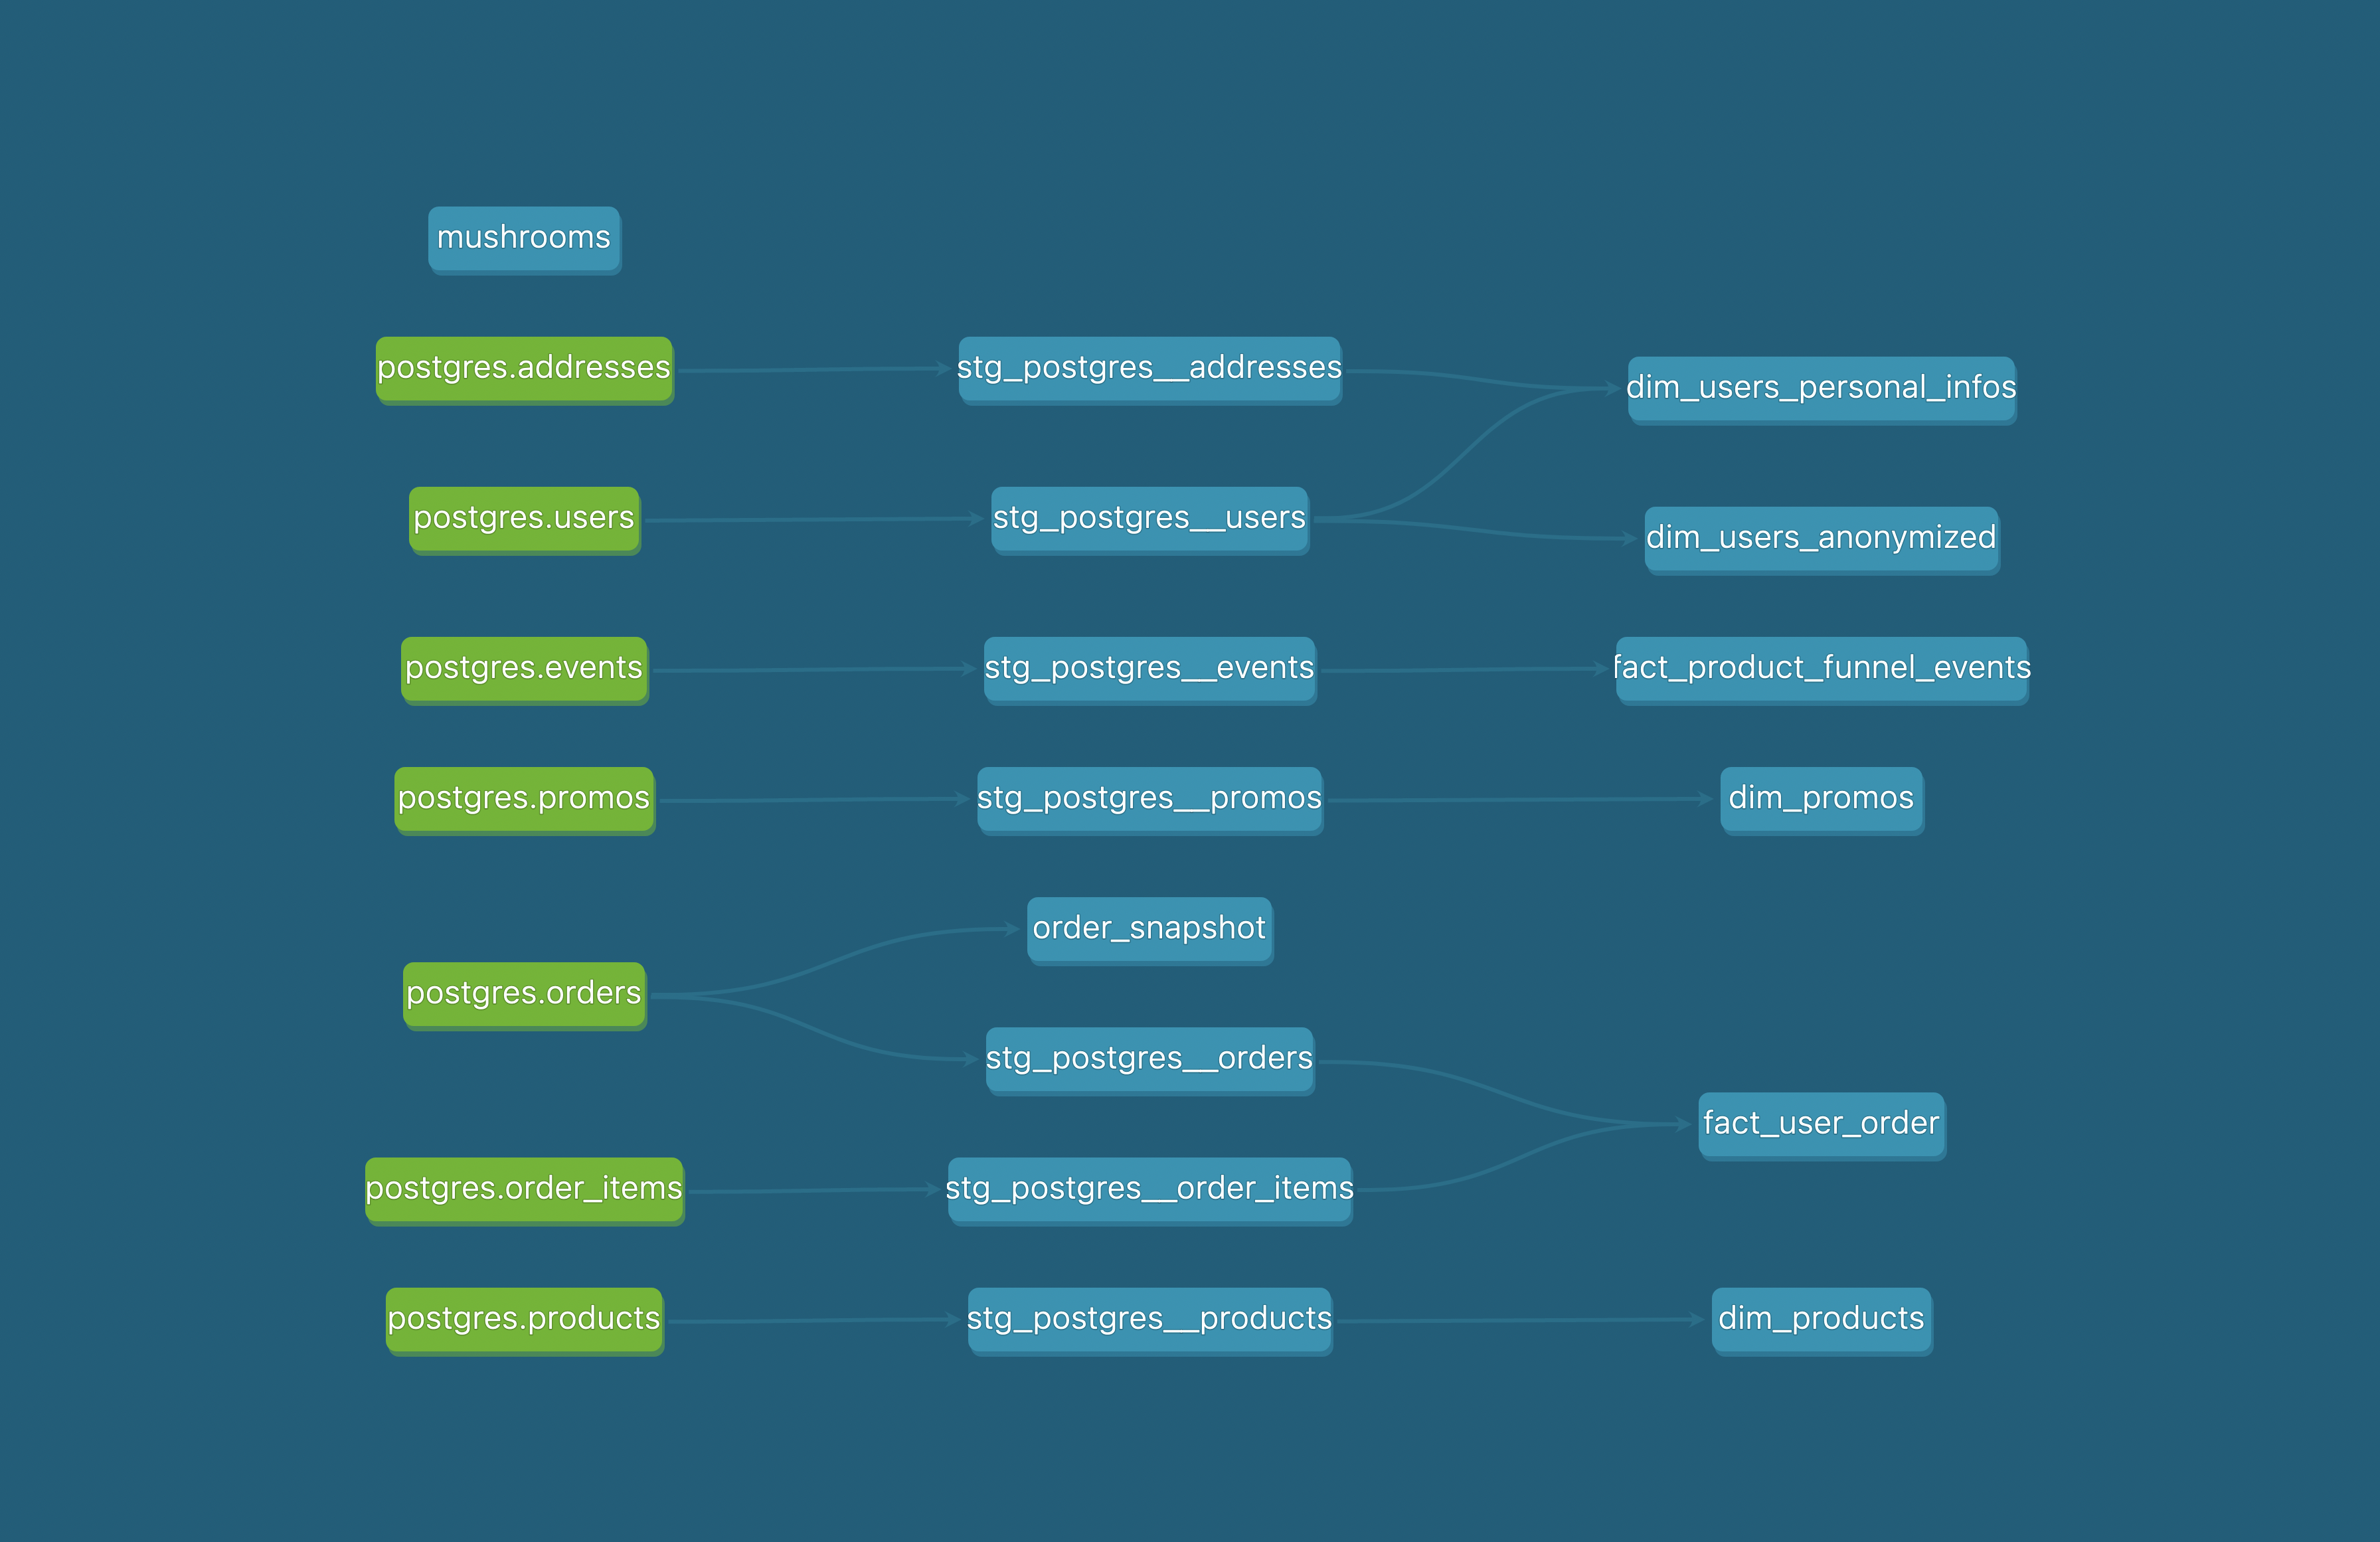 mushrooms
postgres.addresses
stg_postgres__addresses
dim_users_personal_infos
postgres.users
stg_postgres__users
dim_users_anonymized
postgres.events
stg_postgres__events
fact_product_funnel_events
postgres.promos
stg_postgres__promos
dim_promos
order_snapshot
postgres.orders
stg_postgres__orders
fact_user_order
postgres.order_items
stg_postgres__order_items
postgres.products
stg_postgres__products
dim_products